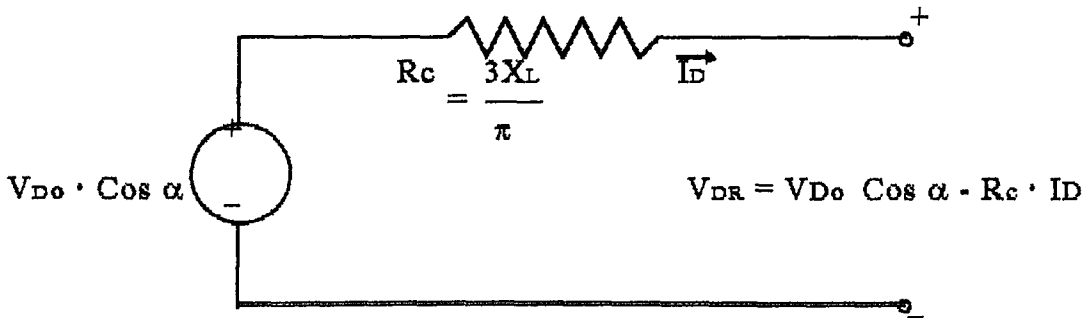 +
Rc = 3XL / π
ID
+
-
VDo · Cos α
VDR = VDo Cos α - Rc · ID
-